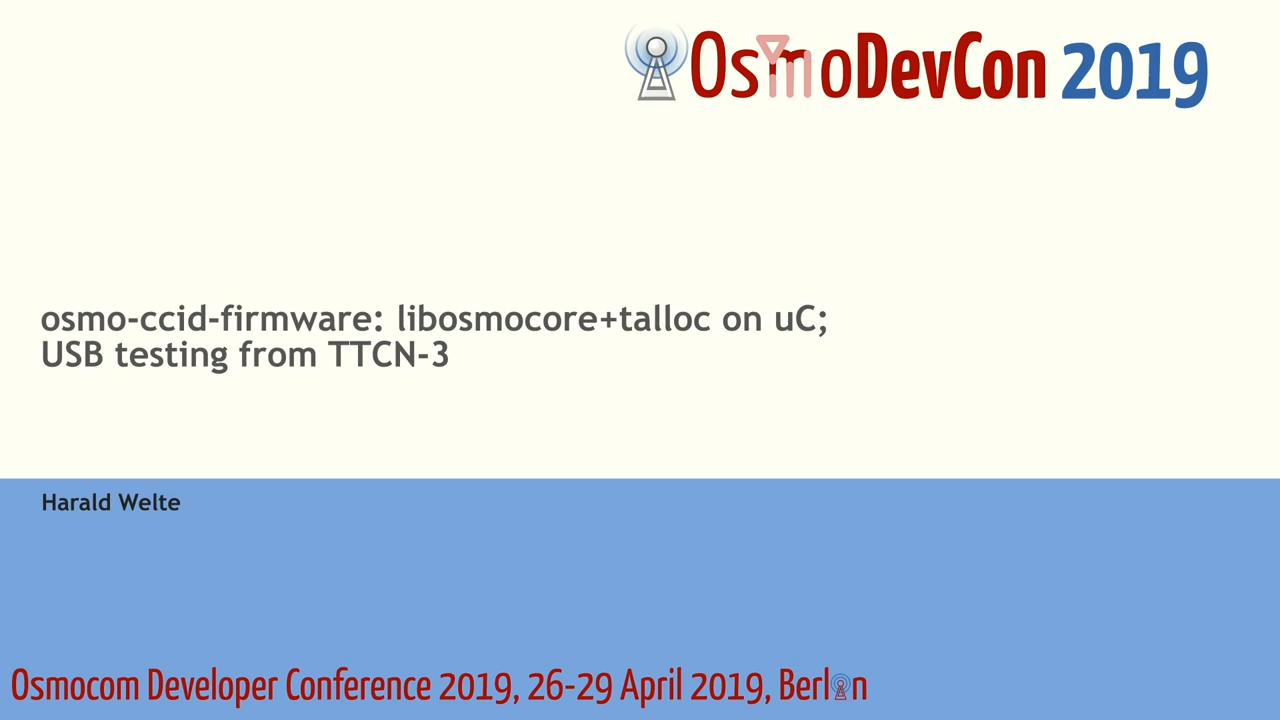 OsmoDevCon 2019
osmo-ccid-firmware: libosmocore+talloc on uC;
USB testing from TTCN-3
Harald Welte
Osmocom Developer Conference 2019, 26-29 April 2019, Berlin